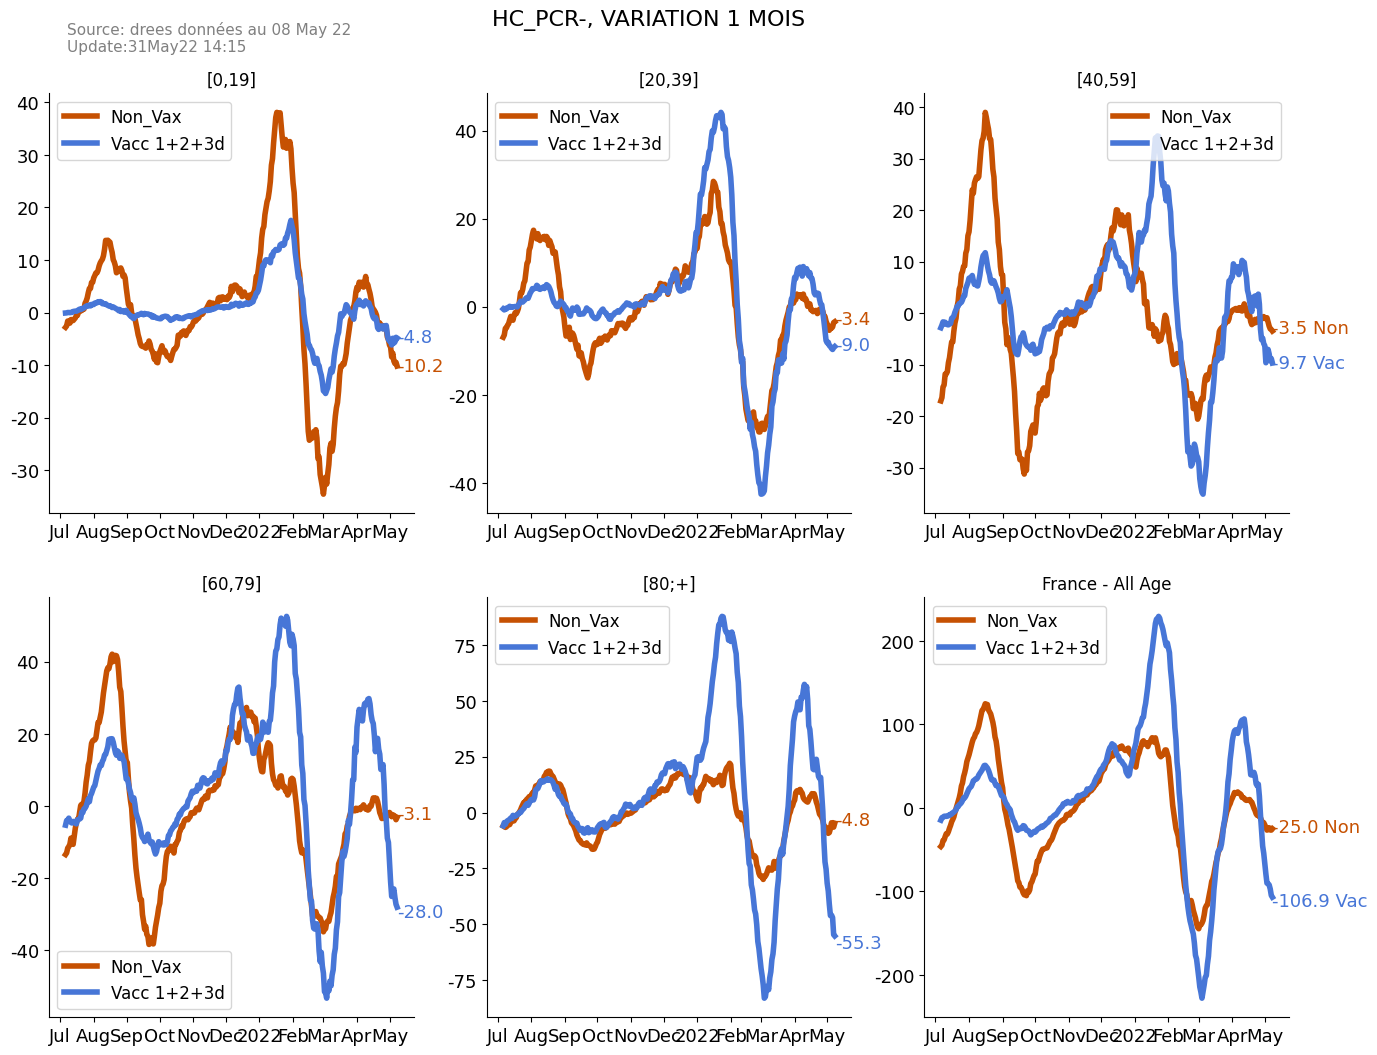 HC_PCR-, VARIATION 1 MOIS
Source: drees données au 08 May 22
Update:31May22 14:15
[0,19]
Non_Vax
Vacc 1+2+3d
40
30
20
10
0
-10
-20
-30
-4.8
-10.2
Jul Aug Sep Oct Nov Dec 2022 Feb Mar Apr May
[20,39]
Non_Vax
Vacc 1+2+3d
40
20
0
-20
-40
-3.4
-9.0
Jul Aug Sep Oct Nov Dec 2022 Feb Mar Apr May
[40,59]
Non_Vax
Vacc 1+2+3d
40
30
20
10
0
-10
-20
-30
-3.5 Non
-9.7 Vac
Jul Aug Sep Oct Nov Dec 2022 Feb Mar Apr May
[60,79]
40
20
0
-20
-40
-3.1
-28.0
Non_Vax
Vacc 1+2+3d
Jul Aug Sep Oct Nov Dec 2022 Feb Mar Apr May
[80;+]
Non_Vax
Vacc 1+2+3d
75
50
25
0
-25
-50
-75
-4.8
-55.3
Jul Aug Sep Oct Nov Dec 2022 Feb Mar Apr May
France - All Age
Non_Vax
Vacc 1+2+3d
200
100
0
-100
-200
-25.0 Non
-106.9 Vac
Jul Aug Sep Oct Nov Dec 2022 Feb Mar Apr May